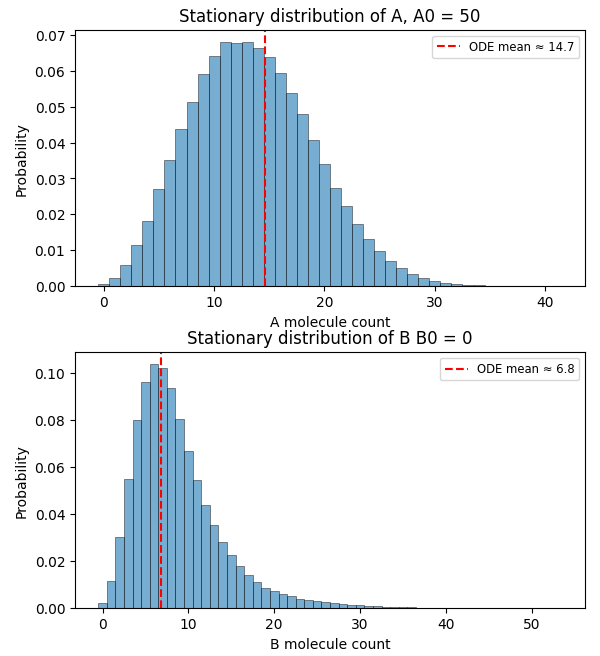 Stationary distribution of A, A0 = 50
0.07
0.06
0.05
0.04
0.03
0.02
0.01
0.00
Probability
ODE mean ≈ 14.7
0 10 20 30 40
A molecule count
Stationary distribution of B B0 = 0
0.10
0.08
0.06
0.04
0.02
0.00
Probability
ODE mean ≈ 6.8
0 10 20 30 40 50
B molecule count